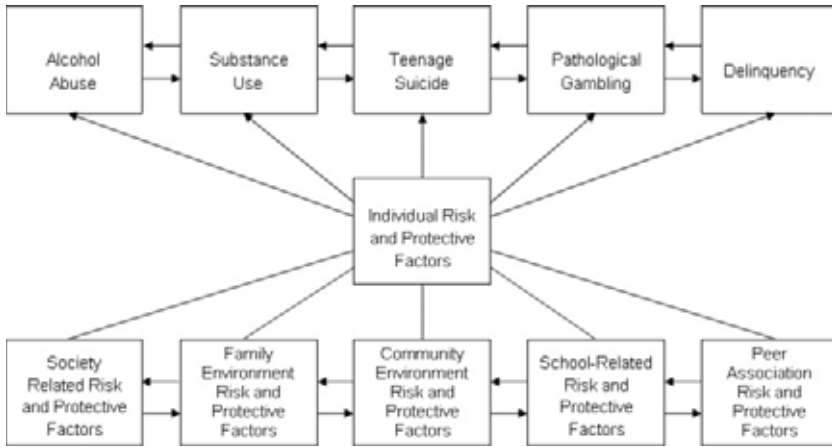 Alcohol
Abuse
Substance
Use
Teenage
Suicide
Pathological
Gambling
Delinquency
Individual Risk
and Protective
Factors
Society
Related Risk
and Protective
Factors
Family
Environment
Risk and
Protective
Factors
Community
Environment
Risk and
Protective
Factors
School-Related
Risk and
Protective
Factors
Peer
Association
Risk and
Protective
Factors